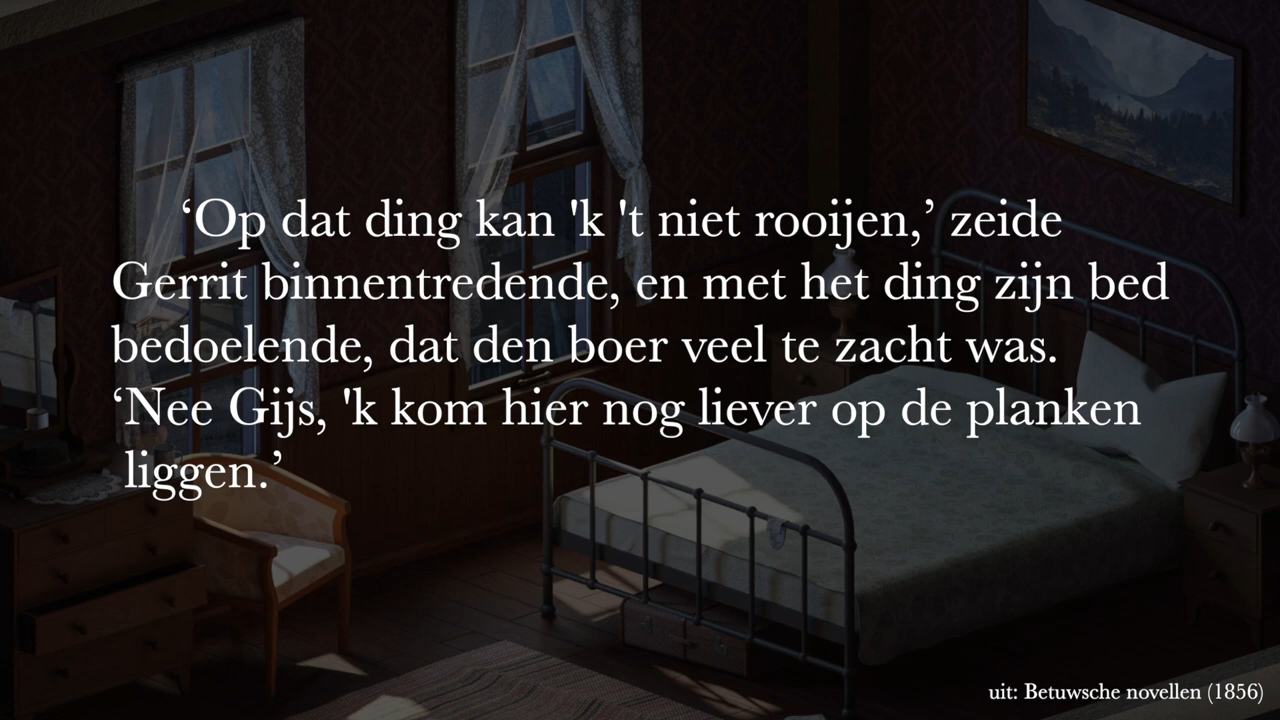 ‘Op dat ding kan 'k 't niet rooijen,’ zeide
Gerrit binnentredende, en met het ding zijn bed
bedoelende, dat den boer veel te zacht was.
‘Nee Gijs, 'k kom hier nog liever op de planken
liggen.’
uit: Betuwsche novellen (1856)